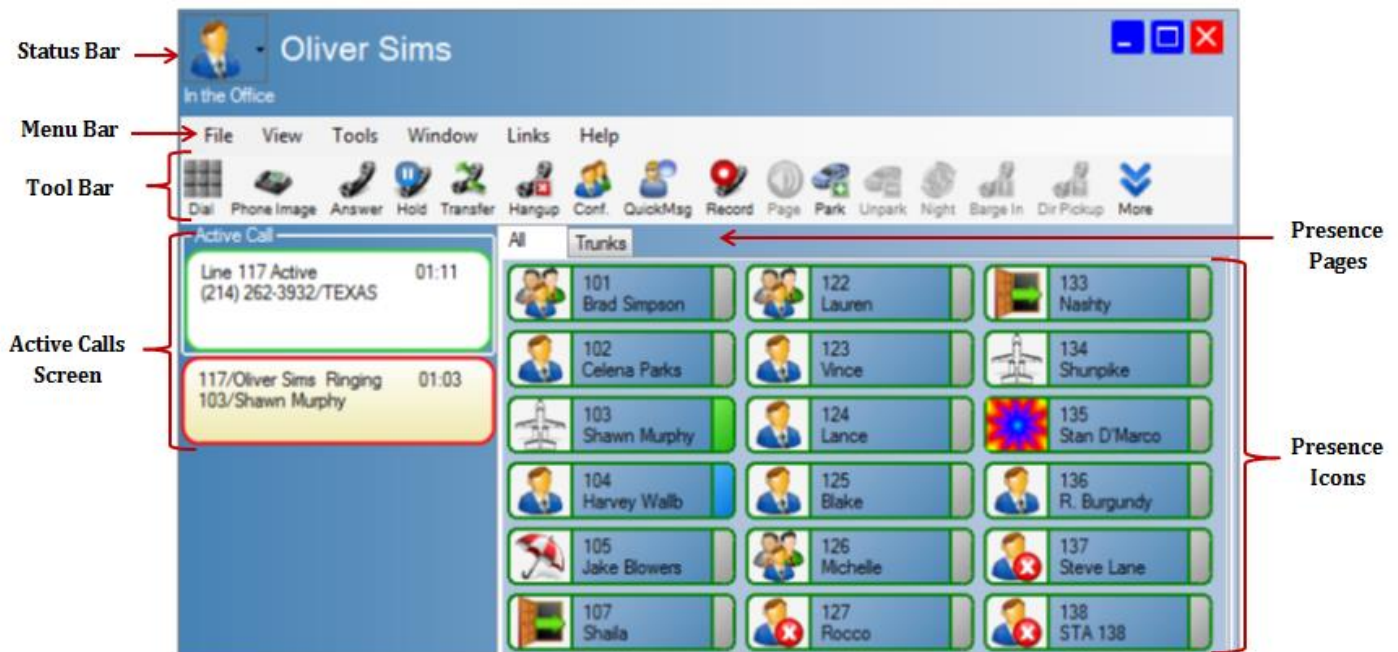 Status Bar
Oliver Sims
In the Office
Menu Bar
File View Tools Window Links Help
Tool Bar
Dial Phone Image Answer Hold Transfer Hangup Conf. QuickMsg Record Page Park Unpark Night Barge In Dir Pickup More
Active Call
All Trunks
Presence
Pages
Line 117 Active 01:11
(214) 262-3932/TEXAS
Active Calls
Screen
117/Oliver Sims Ringing 01:03
103/Shawn Murphy
101
Brad Simpson
122
Lauren
133
Nashty
102
Celena Parks
123
Vince
134
Shunpike
103
Shawn Murphy
124
Lance
135
Stan D'Marco
104
Harvey Wallb
125
Blake
136
R. Burgundy
105
Jake Blowers
126
Michelle
137
Steve Lane
107
Shaila
127
Rocco
138
STA 138
Presence
Icons